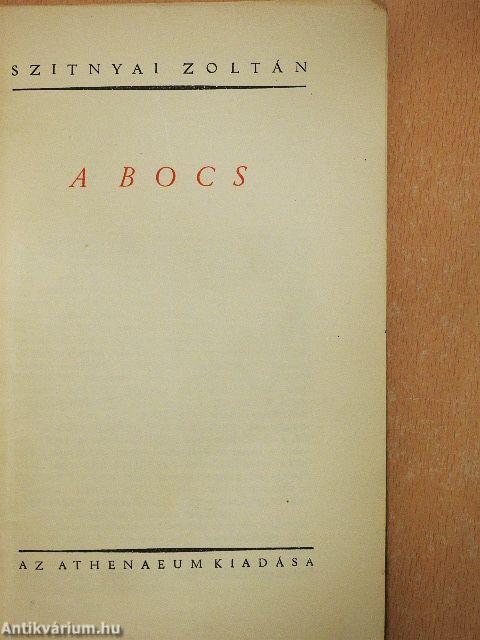 SZITNYAI ZOLTÁN
A BOCS
AZ ATHENAEUM KIADÁSA
Antikvárium.hu